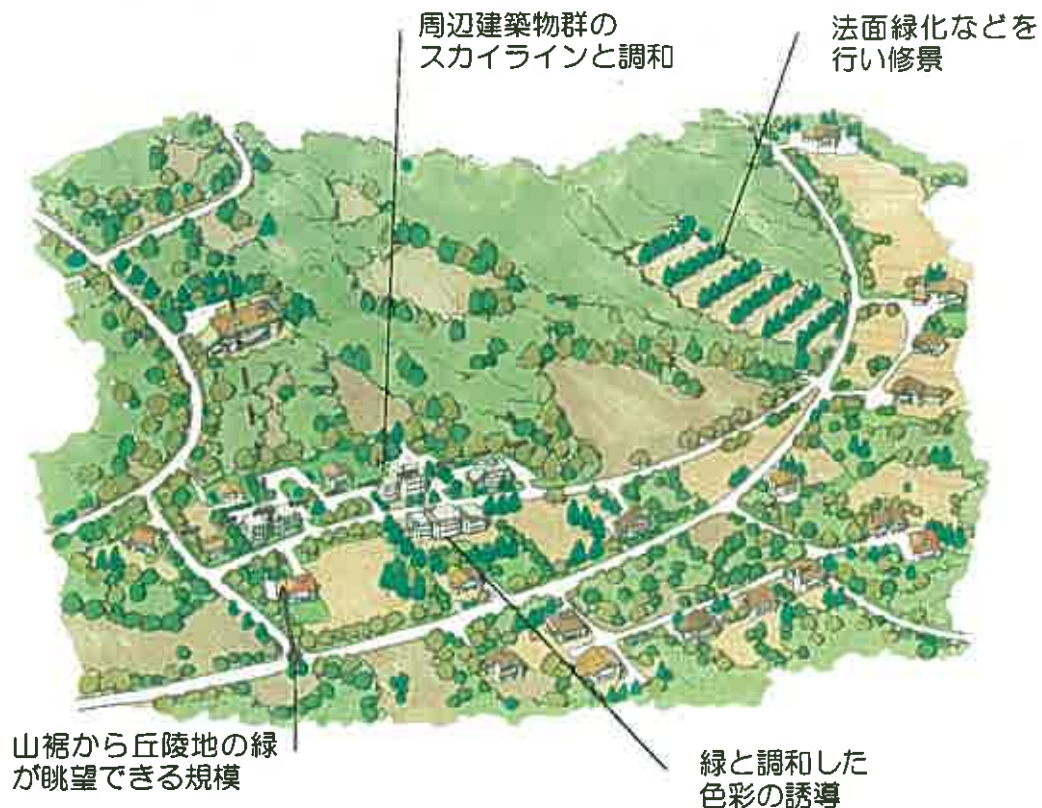 周辺建築物群の
スカイラインと調和
法面緑化などを
行い修景
山裾から丘陵地の緑
が眺望できる規模
緑と調和した
色彩の誘導